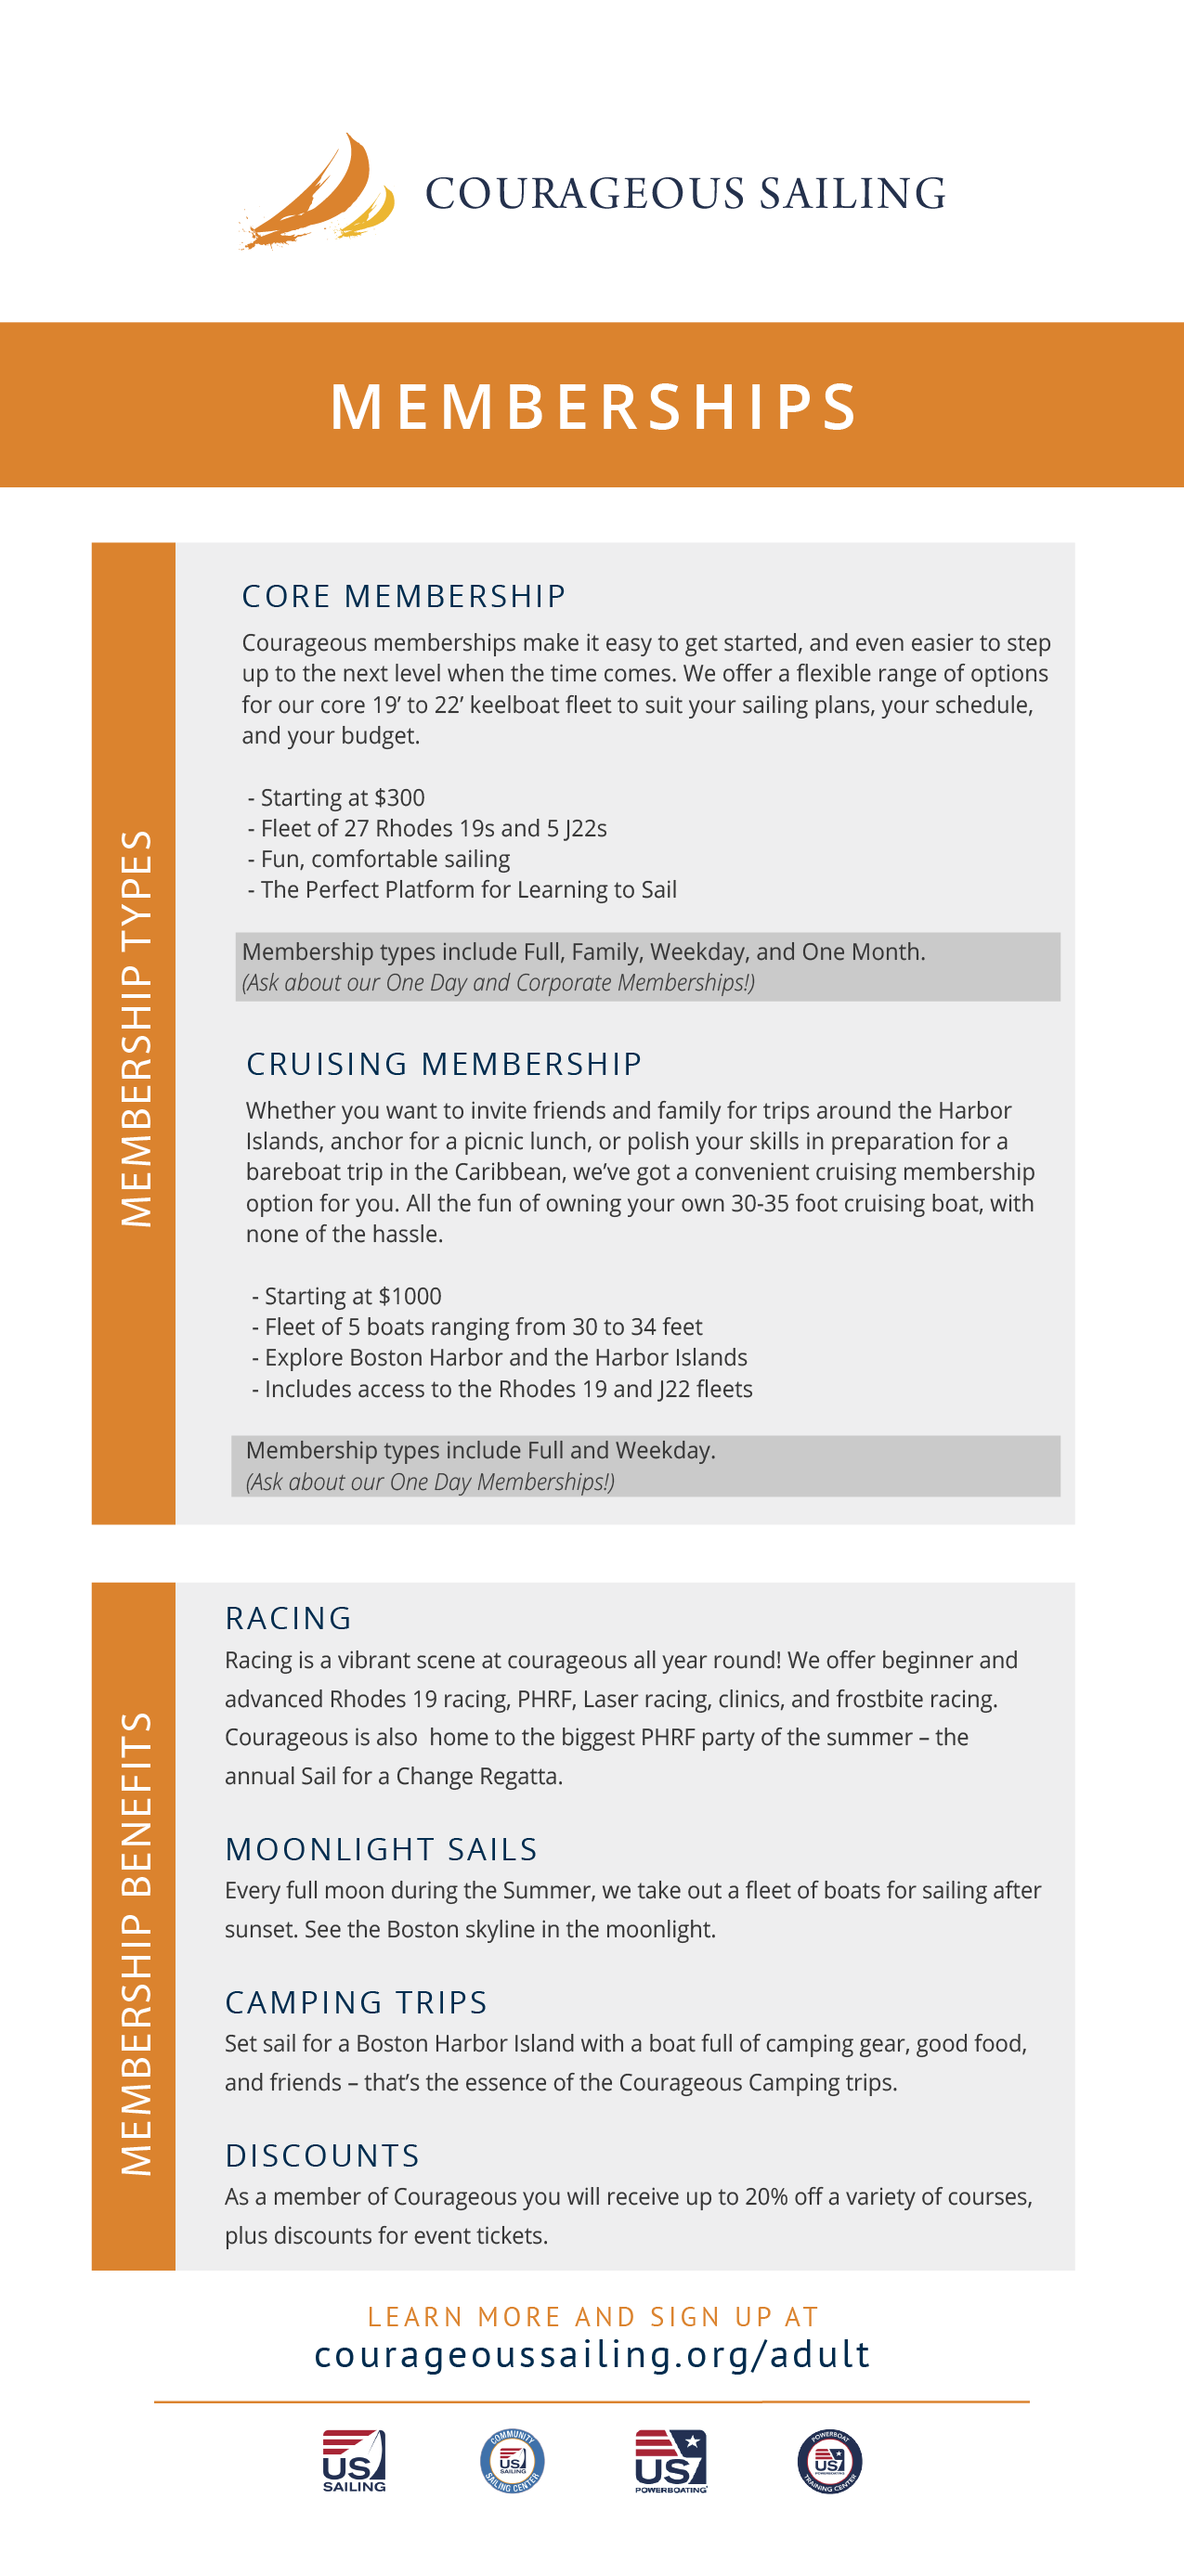 COURAGEOUS SAILING
MEMBERSHIPS
MEMBERSHIP TYPES
CORE MEMBERSHIP
Courageous memberships make it easy to get started, and even easier to step
up to the next level when the time comes. We offer a flexible range of options
for our core 19’ to 22’ keelboat fleet to suit your sailing plans, your schedule,
and your budget.
- Starting at $300
- Fleet of 27 Rhodes 19s and 5 J22s
- Fun, comfortable sailing
- The Perfect Platform for Learning to Sail
Membership types include Full, Family, Weekday, and One Month.
(Ask about our One Day and Corporate Memberships!)
CRUISING MEMBERSHIP
Whether you want to invite friends and family for trips around the Harbor
Islands, anchor for a picnic lunch, or polish your skills in preparation for a
bareboat trip in the Caribbean, we’ve got a convenient cruising membership
option for you. All the fun of owning your own 30-35 foot cruising boat, with
none of the hassle.
- Starting at $1000
- Fleet of 5 boats ranging from 30 to 34 feet
- Explore Boston Harbor and the Harbor Islands
- Includes access to the Rhodes 19 and J22 fleets
Membership types include Full and Weekday.
(Ask about our One Day Memberships!)
MEMBERSHIP BENEFITS
RACING
Racing is a vibrant scene at courageous all year round! We offer beginner and
advanced Rhodes 19 racing, PHRF, Laser racing, clinics, and frostbite racing.
Courageous is also  home to the biggest PHRF party of the summer – the
annual Sail for a Change Regatta.
MOONLIGHT SAILS
Every full moon during the Summer, we take out a fleet of boats for sailing after
sunset. See the Boston skyline in the moonlight.
CAMPING TRIPS
Set sail for a Boston Harbor Island with a boat full of camping gear, good food,
and friends – that’s the essence of the Courageous Camping trips.
DISCOUNTS
As a member of Courageous you will receive up to 20% off a variety of courses,
plus discounts for event tickets.
LEARN MORE AND SIGN UP AT
courageoussailing.org/adult
US
SAILING
COMMUNITY
US
SAILING
SAILING CENTER
US
POWERBOATING
POWERBOAT
US
POWERBOATING
TRAINING CENTER